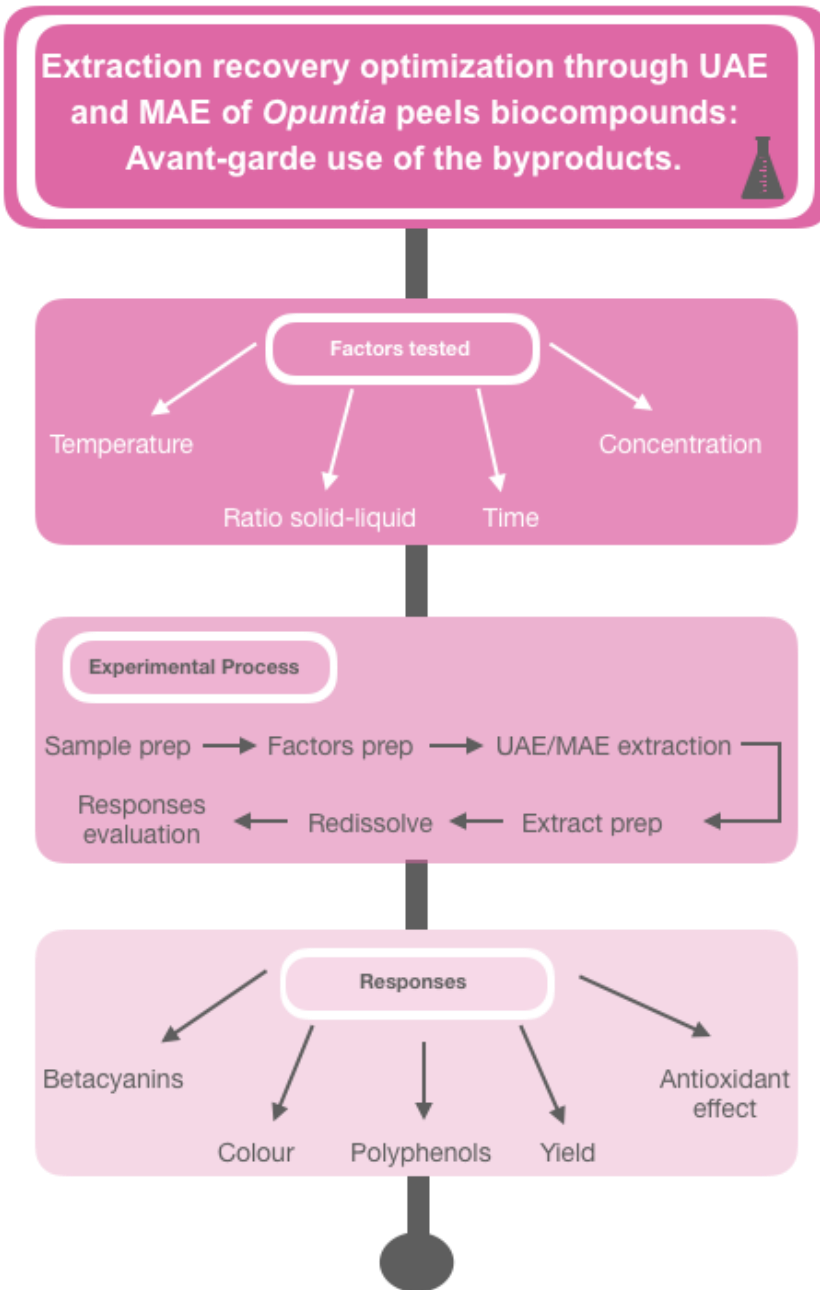 Extraction recovery optimization through UAE
and MAE of Opuntia peels biocompounds:
Avant-garde use of the byproducts.
Factors tested
Temperature
Concentration
Ratio solid-liquid
Time
Experimental Process
Sample prep
Factors prep
UAE/MAE extraction
Extract prep
Redissolve
Responses
evaluation
Responses
Betacyanins
Antioxidant
effect
Colour
Polyphenols
Yield